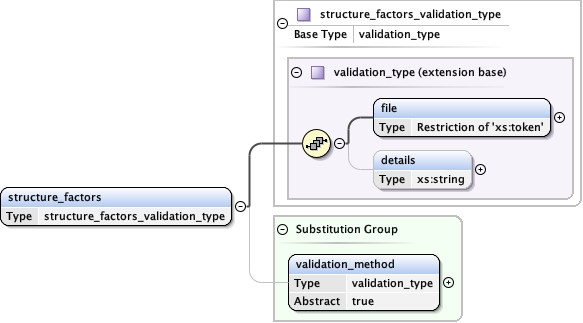 structure_factors_validation_type
Base Type validation_type
validation_type (extension base)
file
Type Restriction of 'xs:token'
details
Type xs:string
structure_factors
Type structure_factors_validation_type
Substitution Group
validation_method
Type validation_type
Abstract true